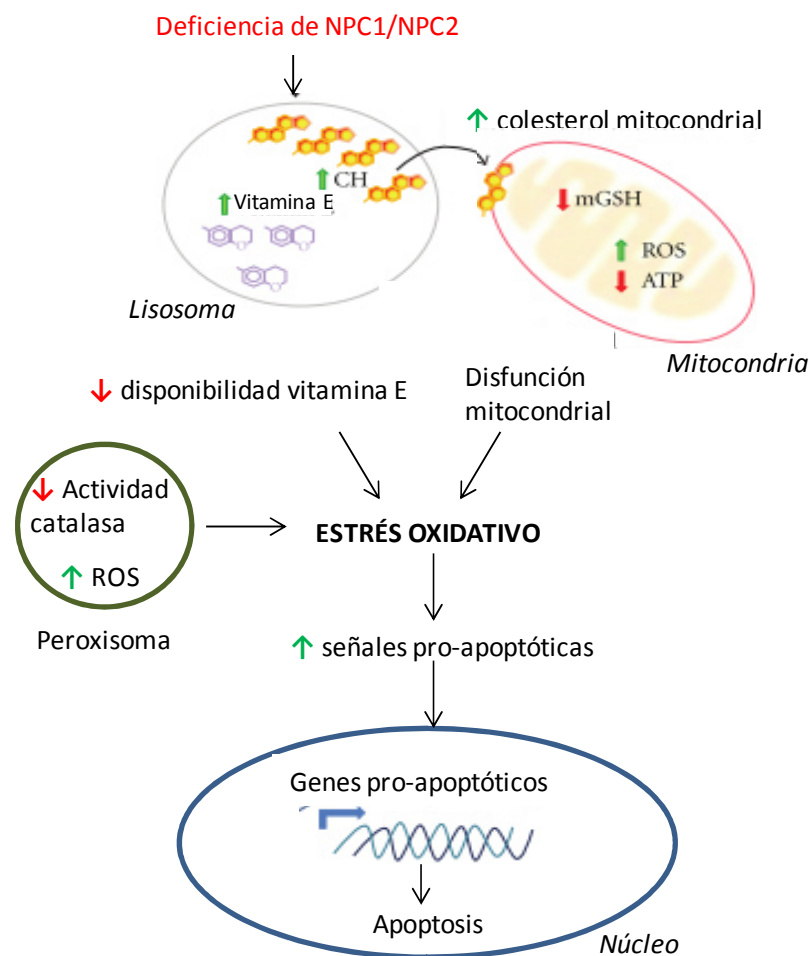 Deficiencia de NPC1/NPC2
↑ colesterol mitocondrial
↑ CH
↑ Vitamina E
Lisosoma
↓ mGSH
↑ ROS
↓ ATP
Mitocondria
↓ disponibilidad vitamina E
Disfunción
mitocondrial
↓ Actividad
catalasa
↑ ROS
Peroxisoma
ESTRÉS OXIDATIVO
↑ señales pro-apoptóticas
Genes pro-apoptóticos
Apoptosis
Núcleo